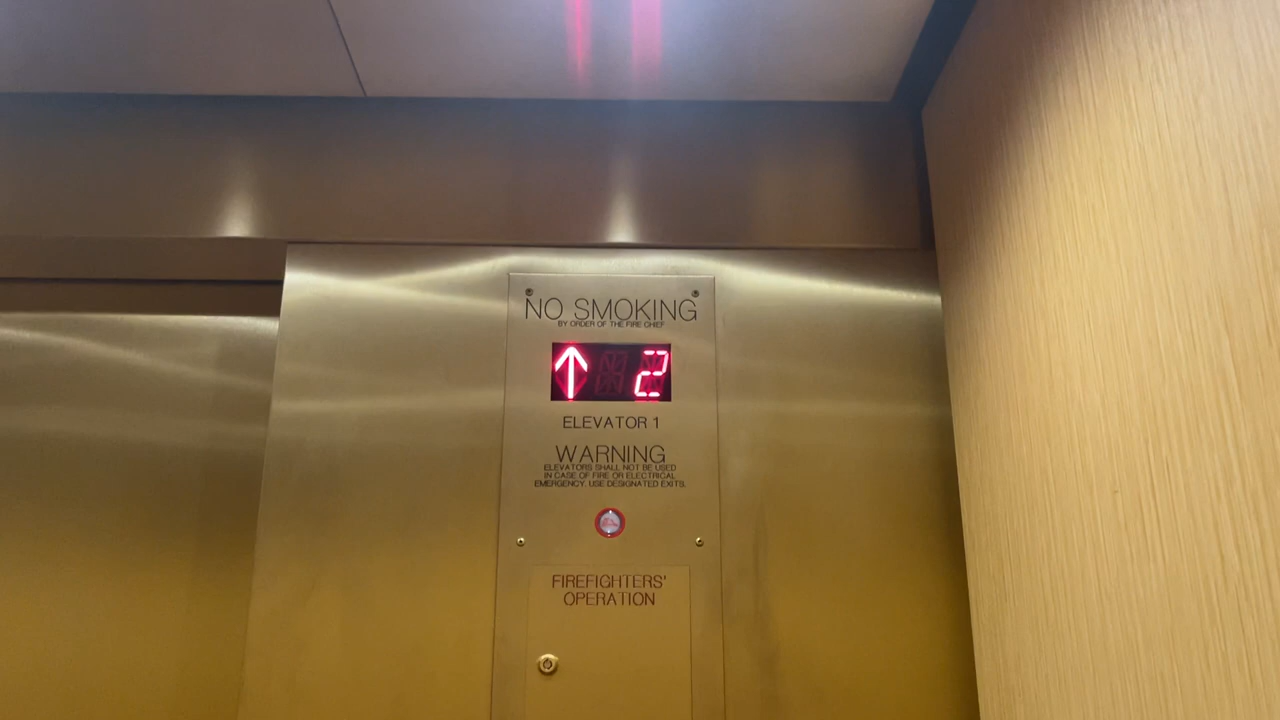 NO SMOKING
BY ORDER OF THE FIRE CHIEF
↑ 2
ELEVATOR 1
WARNING
ELEVATORS SHALL NOT BE USED
IN CASE OF FIRE OR ELECTRICAL
EMERGENCY. USE DESIGNATED EXITS.
FIREFIGHTERS'
OPERATION